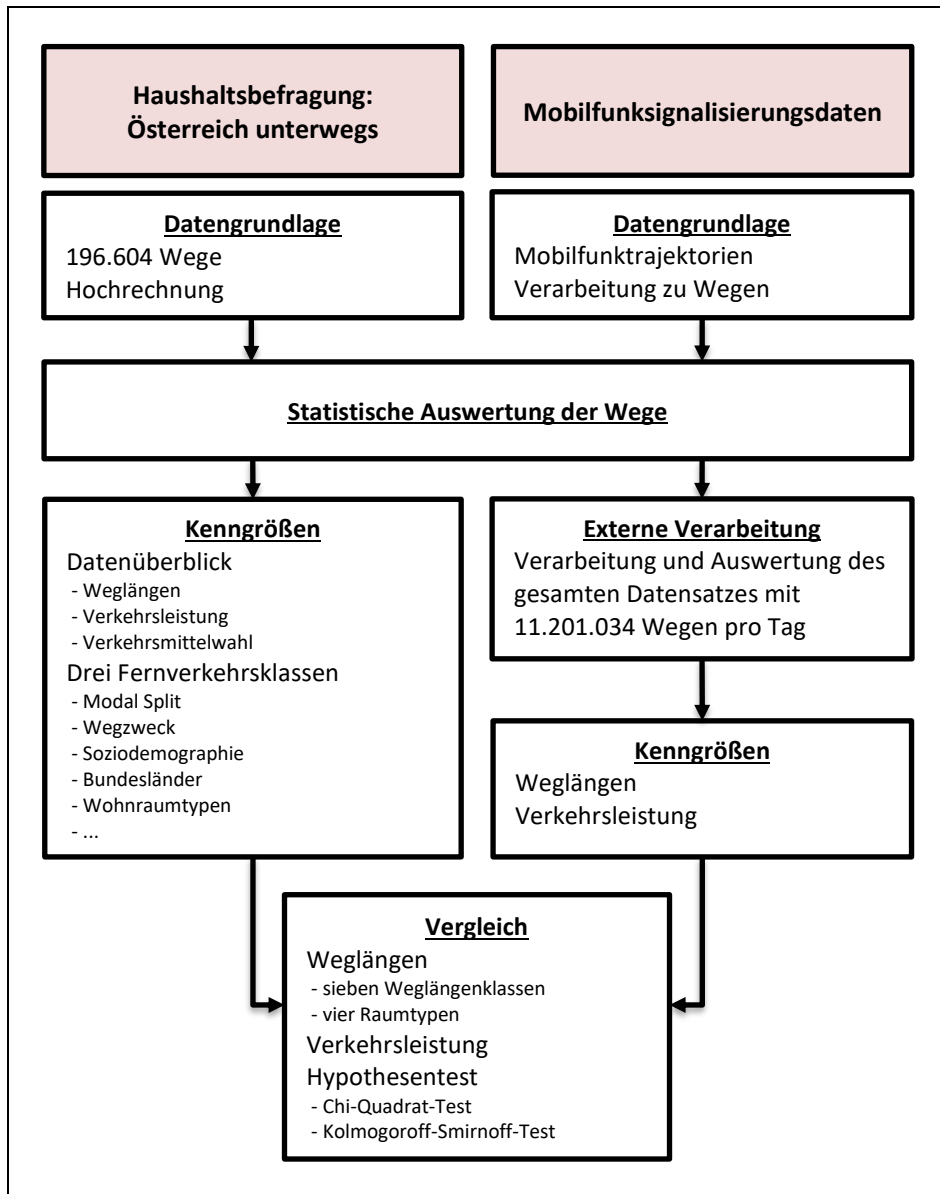 Haushaltsbefragung:
Österreich unterwegs
Mobilfunksignalisierungsdaten
Datengrundlage
196.604 Wege
Hochrechnung
Datengrundlage
Mobilfunktrajektorien
Verarbeitung zu Wegen
Statistische Auswertung der Wege
Kenngrößen
Datenüberblick
- Weglängen
- Verkehrsleistung
- Verkehrsmittelwahl
Drei Fernverkehrsklassen
- Modal Split
- Wegzweck
- Soziodemographie
- Bundesländer
- Wohnraumtypen
- ...
Externe Verarbeitung
Verarbeitung und Auswertung des
gesamten Datensatzes mit
11.201.034 Wegen pro Tag
Kenngrößen
Weglängen
Verkehrsleistung
Vergleich
Weglängen
- sieben Weglängenklassen
- vier Raumtypen
Verkehrsleistung
Hypothesentest
- Chi-Quadrat-Test
- Kolmogoroff-Smirnoff-Test